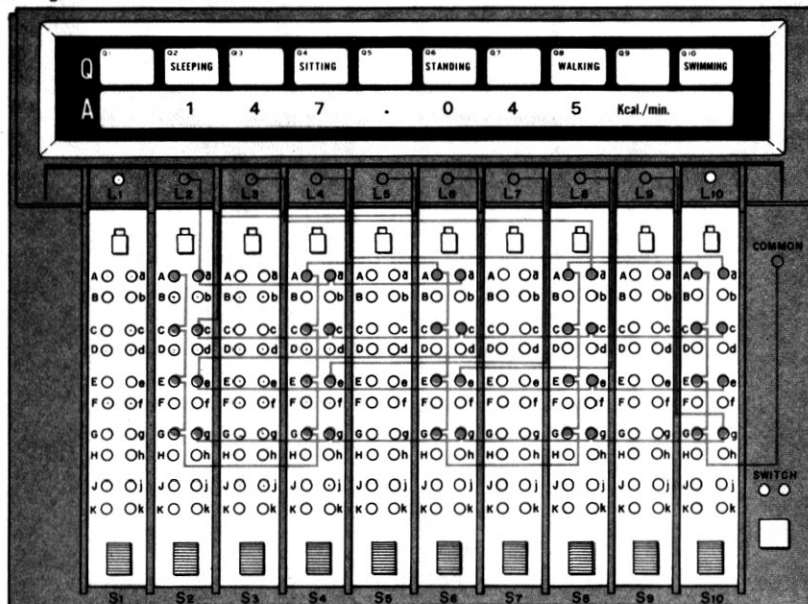 Q Q1 Q2 SLEEPING Q3 Q4 SITTING Q5 Q6 STANDING Q7 Q8 WALKING Q9 Q10 SWIMMING
A 1 4 7 . 0 4 5 Kcal./min.
L1 L2 L3 L4 L5 L6 L7 L8 L9 L10
COMMON
A a A a A a A a A a A a A a A a A a A a
B b B b B b B b B b B b B b B b B b B b
C c C c C c C c C c C c C c C c C c C c
D d D d D d D d D d D d D d D d D d D d
E e E e E e E e E e E e E e E e E e E e
F f F f F f F f F f F f F f F f F f F f
G g G g G g G g G g G g G g G g G g G g
H h H h H h H h H h H h H h H h H h H h
SWITCH
J j J j J j J j J j J j J j J j J j J j
K k K k K k K k K k K k K k K k K k K k
S1 S2 S3 S4 S5 S6 S7 S8 S9 S10